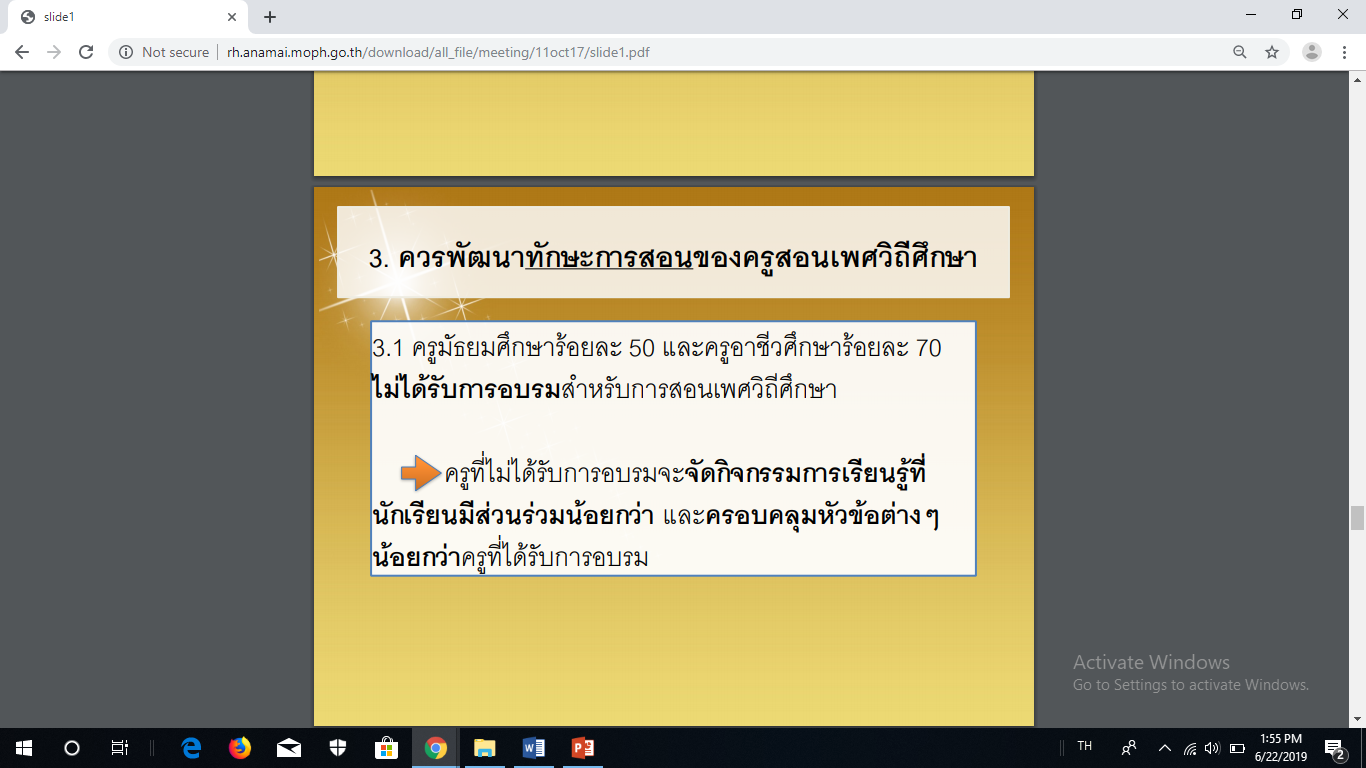 slide1
Not secure
rh.anamai.moph.go.th/download/all_file/meeting/11oct17/slide1.pdf
3. ควรพัฒนาทักษะการสอนของครูสอนเพศวิถีศึกษา
3.1 ครูมัธยมศึกษาร้อยละ 50 และครูอาชีวศึกษาร้อยละ 70
ไม่ได้รับการอบรมสำหรับการสอนเพศวิถีศึกษา
ครูที่ไม่ได้รับการอบรมจะจัดกิจกรรมการเรียนรู้ที่
นักเรียนมีส่วนร่วมน้อยกว่า และครอบคลุมหัวข้อต่างๆ
น้อยกว่าครูที่ได้รับการอบรม
Activate Windows
Go to Settings to activate Windows.
TH
1:55 PM
6/22/2019
2